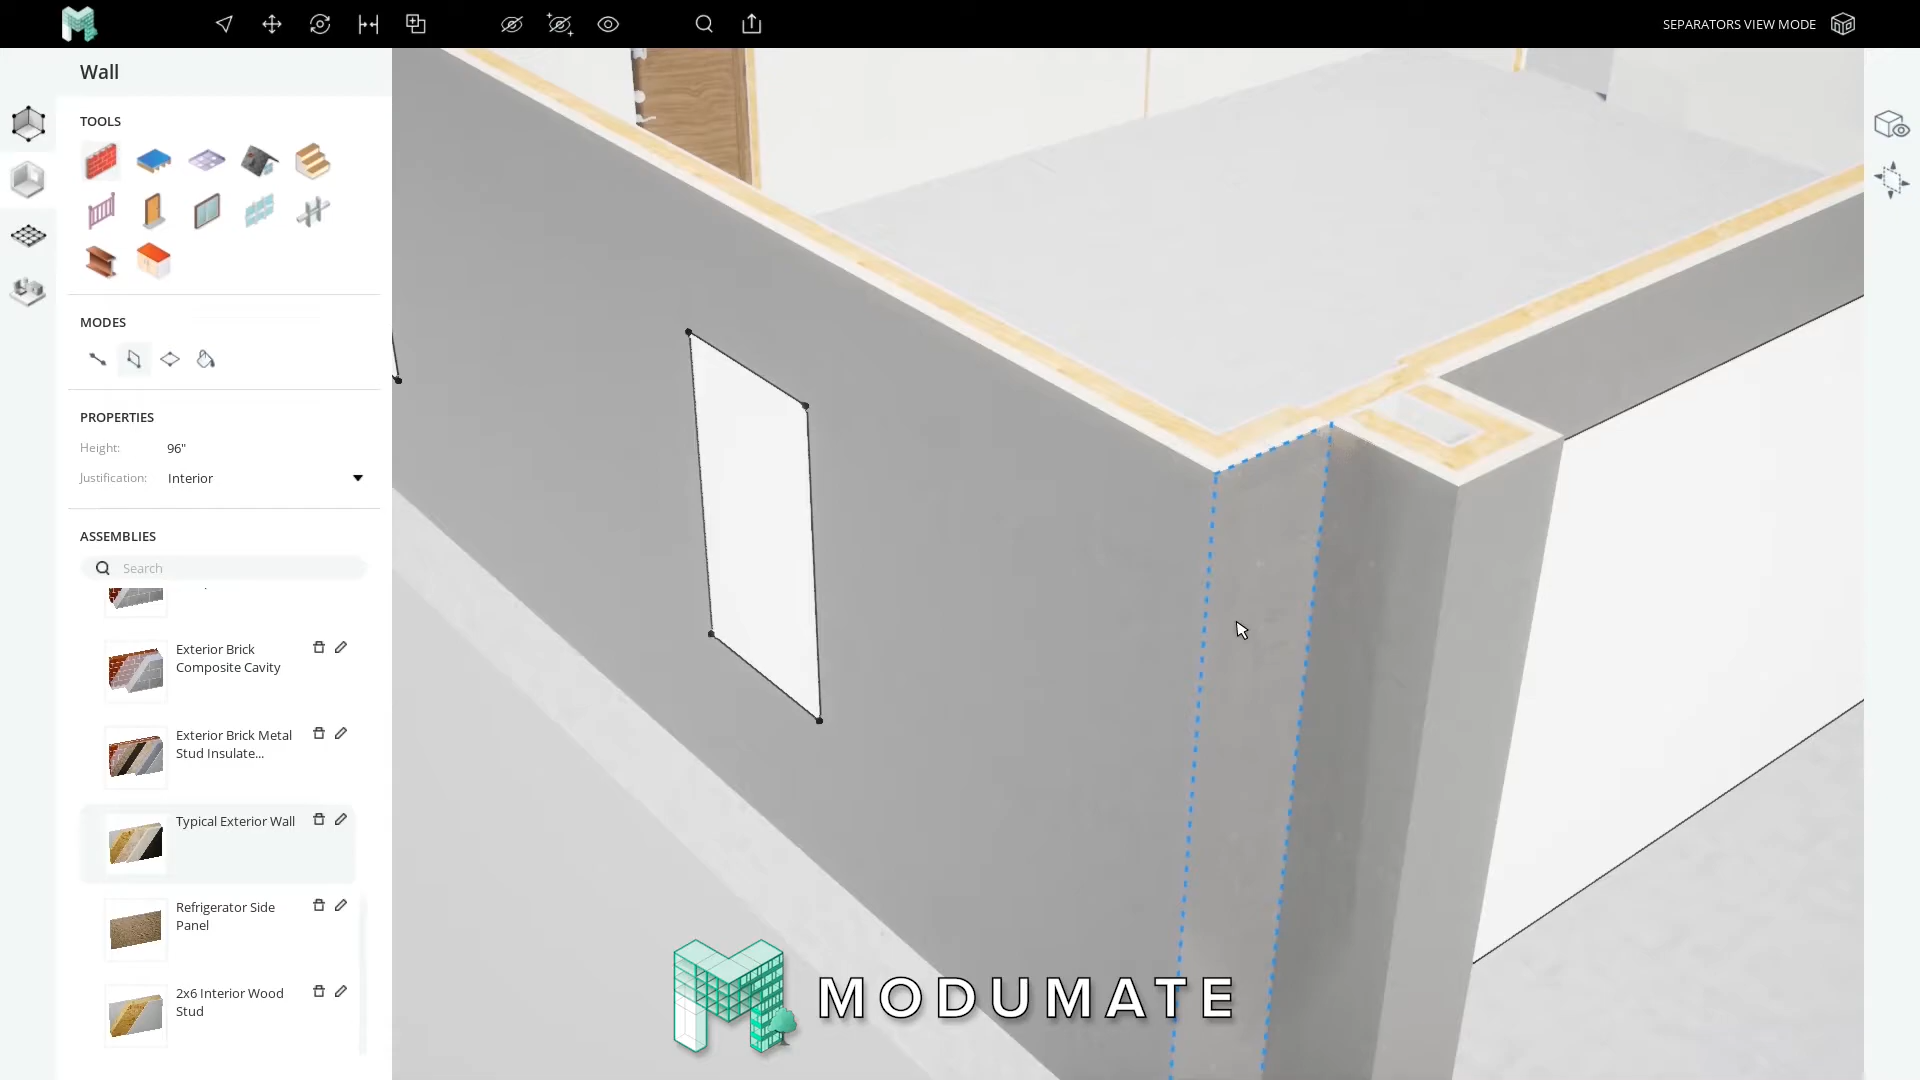 SEPARATORS VIEW MODE
Wall
TOOLS
MODES
PROPERTIES
Height: 96"
Justification: Interior
ASSEMBLIES
Search
Exterior Brick
Composite Cavity
Exterior Brick Metal
Stud Insulate...
Typical Exterior Wall
Refrigerator Side
Panel
2x6 Interior Wood
Stud
MODUMATE